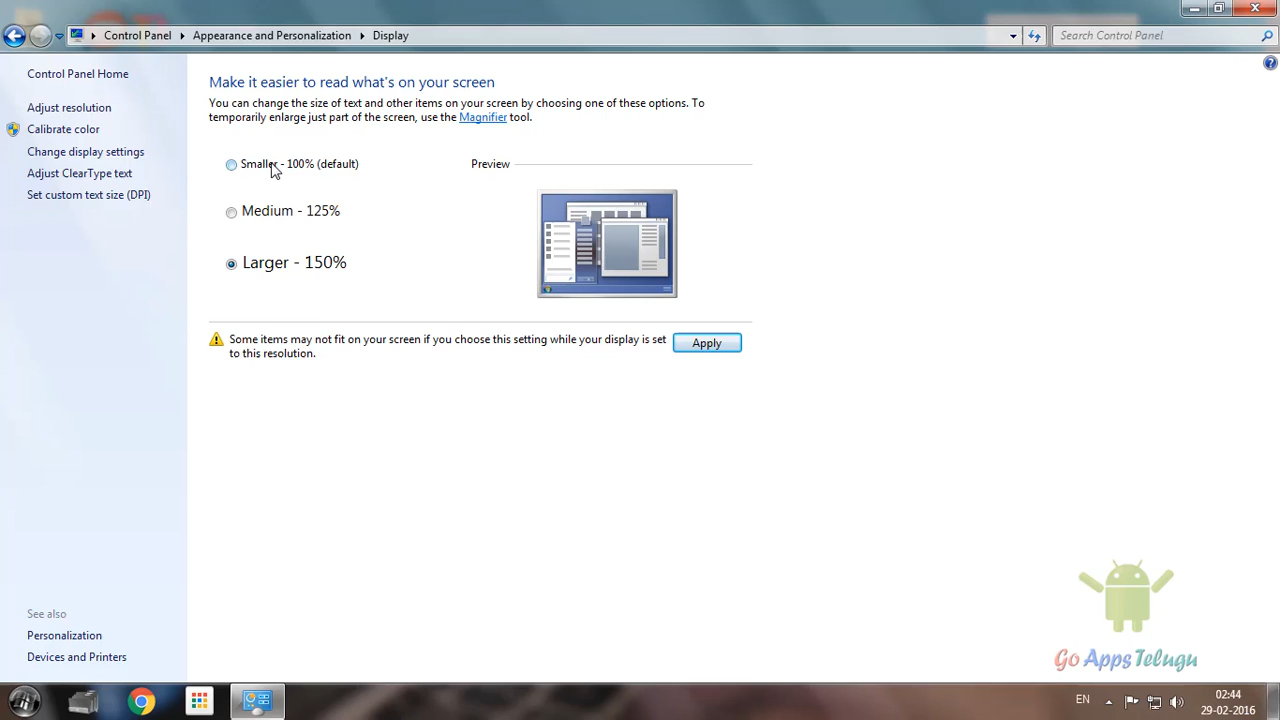 Control Panel
Appearance and Personalization
Display
Search Control Panel
Control Panel Home
Adjust resolution
Calibrate color
Change display settings
Adjust ClearType text
Set custom text size (DPI)
Make it easier to read what's on your screen
You can change the size of text and other items on your screen by choosing one of these options. To
temporarily enlarge just part of the screen, use the Magnifier tool.
Smaller - 100% (default)
Preview
Medium - 125%
Larger - 150%
Some items may not fit on your screen if you choose this setting while your display is set
to this resolution.
Apply
See also
Personalization
Devices and Printers
Go AppsTelugu
EN
02:44
29-02-2016